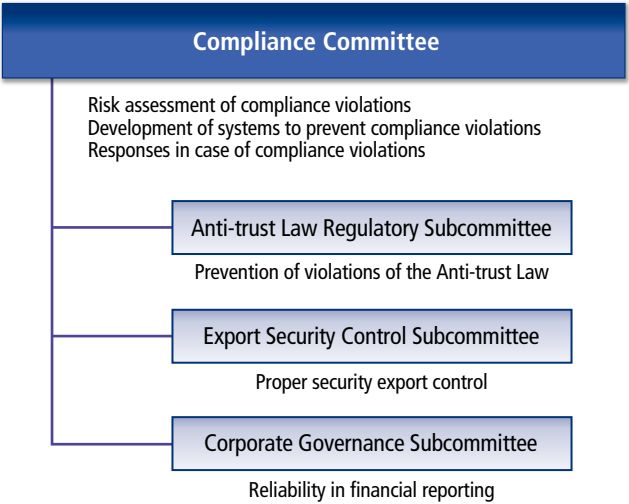 Compliance Committee
Risk assessment of compliance violations
Development of systems to prevent compliance violations
Responses in case of compliance violations
Anti-trust Law Regulatory Subcommittee
Prevention of violations of the Anti-trust Law
Export Security Control Subcommittee
Proper security export control
Corporate Governance Subcommittee
Reliability in financial reporting